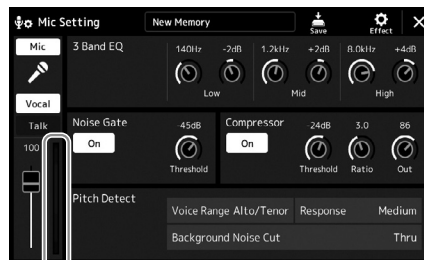 Mic Setting New Memory Save Effect
Mic
3 Band EQ
140Hz -2dB 1.2kHz +2dB 8.0kHz +4dB
Low Mid High
Vocal
Talk
Noise Gate
On
-45dB
Threshold
Compressor
On
-24dB 3.0 86
Threshold Ratio Out
100
Pitch Detect
Voice Range Alto/Tenor Response Medium
Background Noise Cut Thru